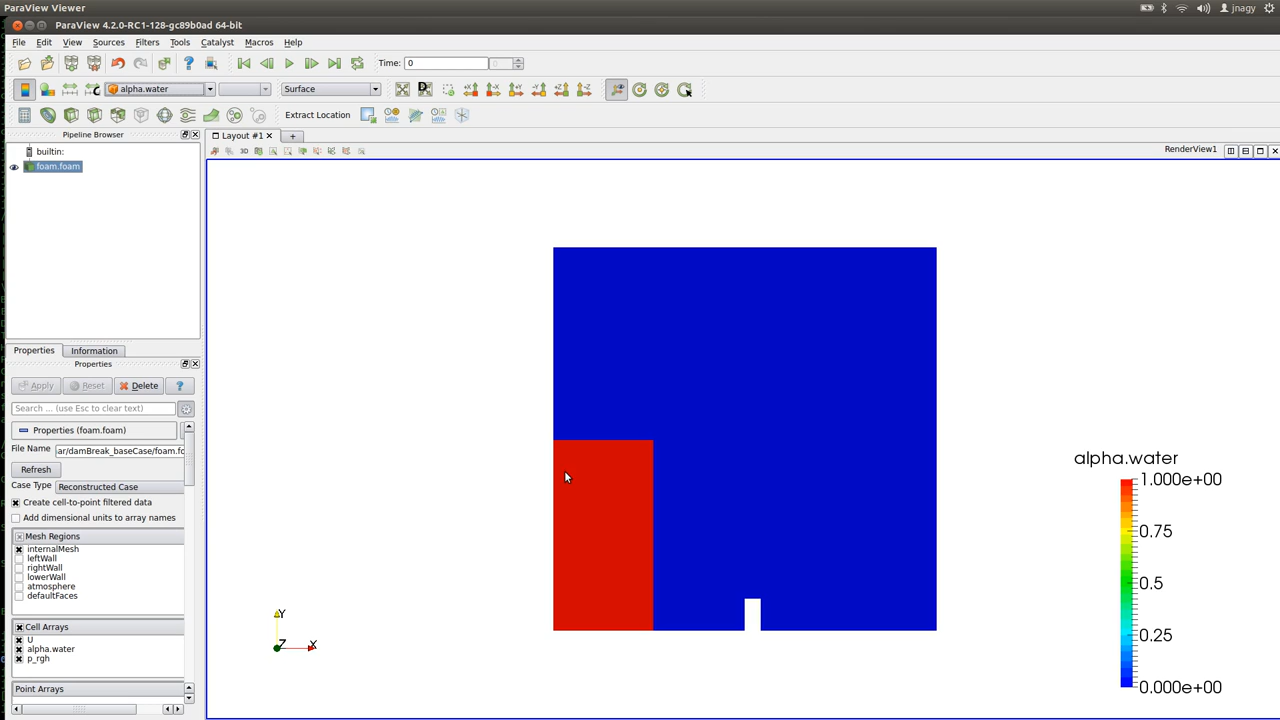 ParaView Viewer
jnagy
ParaView 4.2.0-RC1-128-gc89b0ad 64-bit
File Edit View Sources Filters Tools Catalyst Macros Help
Time: 0 0
alpha.water Surface
Extract Location
Pipeline Browser
Layout #1
builtin:
foam.foam
RenderView1
3D
Properties Information
Properties
Apply Reset Delete ?
Search ... (use Esc to clear text)
Properties (foam.foam)
File Name ar/damBreak_baseCase/foam.fo
Refresh
Case Type Reconstructed Case
Create cell-to-point filtered data
Add dimensional units to array names
Mesh Regions
internalMesh
leftWall
rightWall
lowerWall
atmosphere
defaultFaces
Cell Arrays
U
alpha.water
p_rgh
Point Arrays
Y
Z X
alpha.water
1.000e+00
0.75
0.5
0.25
0.000e+00